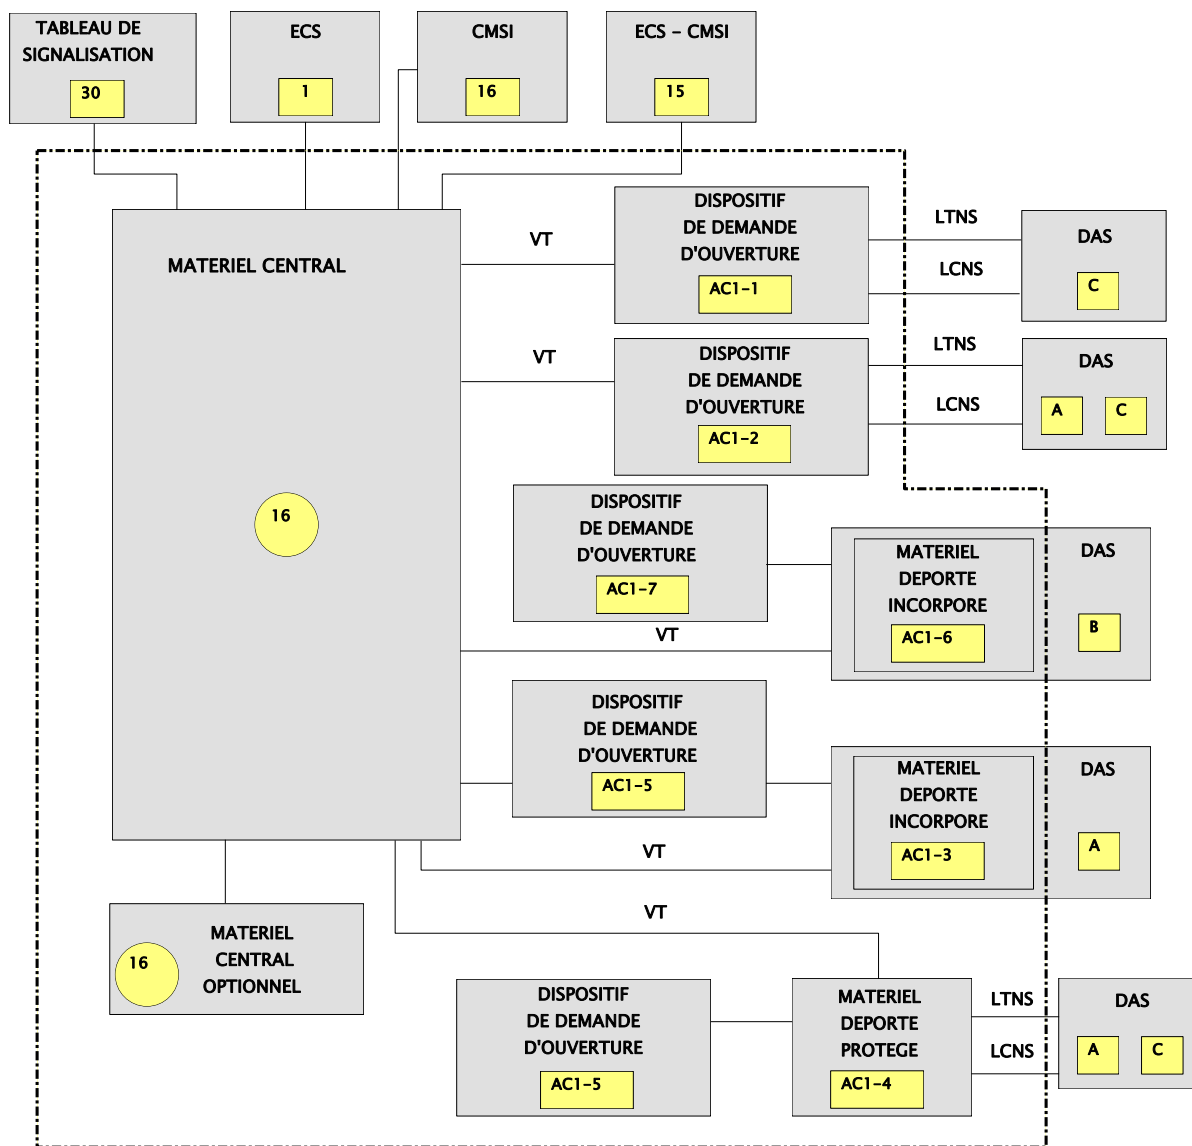 TABLEAU DE
SIGNALISATION
30
ECS
1
CMSI
16
ECS – CMSI
15
MATERIEL CENTRAL
16
VT
DISPOSITIF
DE DEMANDE
D'OUVERTURE
AC1–1
LTNS
LCNS
DAS
C
VT
DISPOSITIF
DE DEMANDE
D'OUVERTURE
AC1–2
LTNS
LCNS
DAS
A
C
DISPOSITIF
DE DEMANDE
D'OUVERTURE
AC1–7
VT
MATERIEL
DEPORTE
INCORPORE
AC1–6
DAS
B
DISPOSITIF
DE DEMANDE
D'OUVERTURE
AC1–5
VT
MATERIEL
DEPORTE
INCORPORE
AC1–3
DAS
A
VT
MATERIEL
CENTRAL
OPTIONNEL
16
DISPOSITIF
DE DEMANDE
D'OUVERTURE
AC1–5
MATERIEL
DEPORTE
PROTEGE
AC1–4
LTNS
LCNS
DAS
A
C